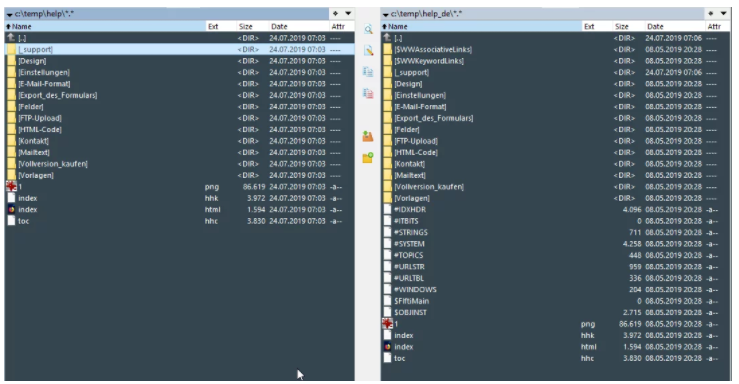 c:\temp\help\*.*
Name Ext Size Date Attr
[..] <DIR> 24.07.2019 07:03 ----
[_support] <DIR> 24.07.2019 07:03 ----
[Design] <DIR> 24.07.2019 07:03 ----
[Einstellungen] <DIR> 24.07.2019 07:03 ----
[E-Mail-Format] <DIR> 24.07.2019 07:03 ----
[Export_des_Formulars] <DIR> 24.07.2019 07:03 ----
[Felder] <DIR> 24.07.2019 07:03 ----
[FTP-Upload] <DIR> 24.07.2019 07:03 ----
[HTML-Code] <DIR> 24.07.2019 07:03 ----
[Kontakt] <DIR> 24.07.2019 07:03 ----
[Mailtext] <DIR> 24.07.2019 07:03 ----
[Vollversion_kaufen] <DIR> 24.07.2019 07:03 ----
[Vorlagen] <DIR> 24.07.2019 07:03 ----
1 png 86.619 24.07.2019 07:03 -a--
index hhk 3.972 24.07.2019 07:03 -a--
index html 1.594 24.07.2019 07:03 -a--
toc hhc 3.830 24.07.2019 07:03 -a--
c:\temp\help_de\*.*
Name Ext Size Date Attr
[..] <DIR> 24.07.2019 07:06 ----
[$WWAssociativeLinks] <DIR> 08.05.2019 20:28 ----
[$WWKeywordLinks] <DIR> 08.05.2019 20:28 ----
[_support] <DIR> 24.07.2019 07:06 ----
[Design] <DIR> 08.05.2019 20:28 ----
[Einstellungen] <DIR> 08.05.2019 20:28 ----
[E-Mail-Format] <DIR> 08.05.2019 20:28 ----
[Export_des_Formulars] <DIR> 08.05.2019 20:28 ----
[Felder] <DIR> 08.05.2019 20:28 ----
[FTP-Upload] <DIR> 08.05.2019 20:28 ----
[HTML-Code] <DIR> 08.05.2019 20:28 ----
[Kontakt] <DIR> 08.05.2019 20:28 ----
[Mailtext] <DIR> 08.05.2019 20:28 ----
[Vollversion_kaufen] <DIR> 08.05.2019 20:28 ----
[Vorlagen] <DIR> 08.05.2019 20:28 ----
#IDXHDR 4.096 08.05.2019 20:28 -a--
#ITBITS 0 08.05.2019 20:28 -a--
#STRINGS 711 08.05.2019 20:28 -a--
#SYSTEM 4.258 08.05.2019 20:28 -a--
#TOPICS 448 08.05.2019 20:28 -a--
#URLSTR 959 08.05.2019 20:28 -a--
#URLTBL 336 08.05.2019 20:28 -a--
#WINDOWS 204 08.05.2019 20:28 -a--
$FIftiMain 0 08.05.2019 20:28 -a--
$OBJINST 2.715 08.05.2019 20:28 -a--
1 png 86.619 08.05.2019 20:28 -a--
index hhk 3.972 08.05.2019 20:28 -a--
index html 1.594 08.05.2019 20:28 -a--
toc hhc 3.830 08.05.2019 20:28 -a--